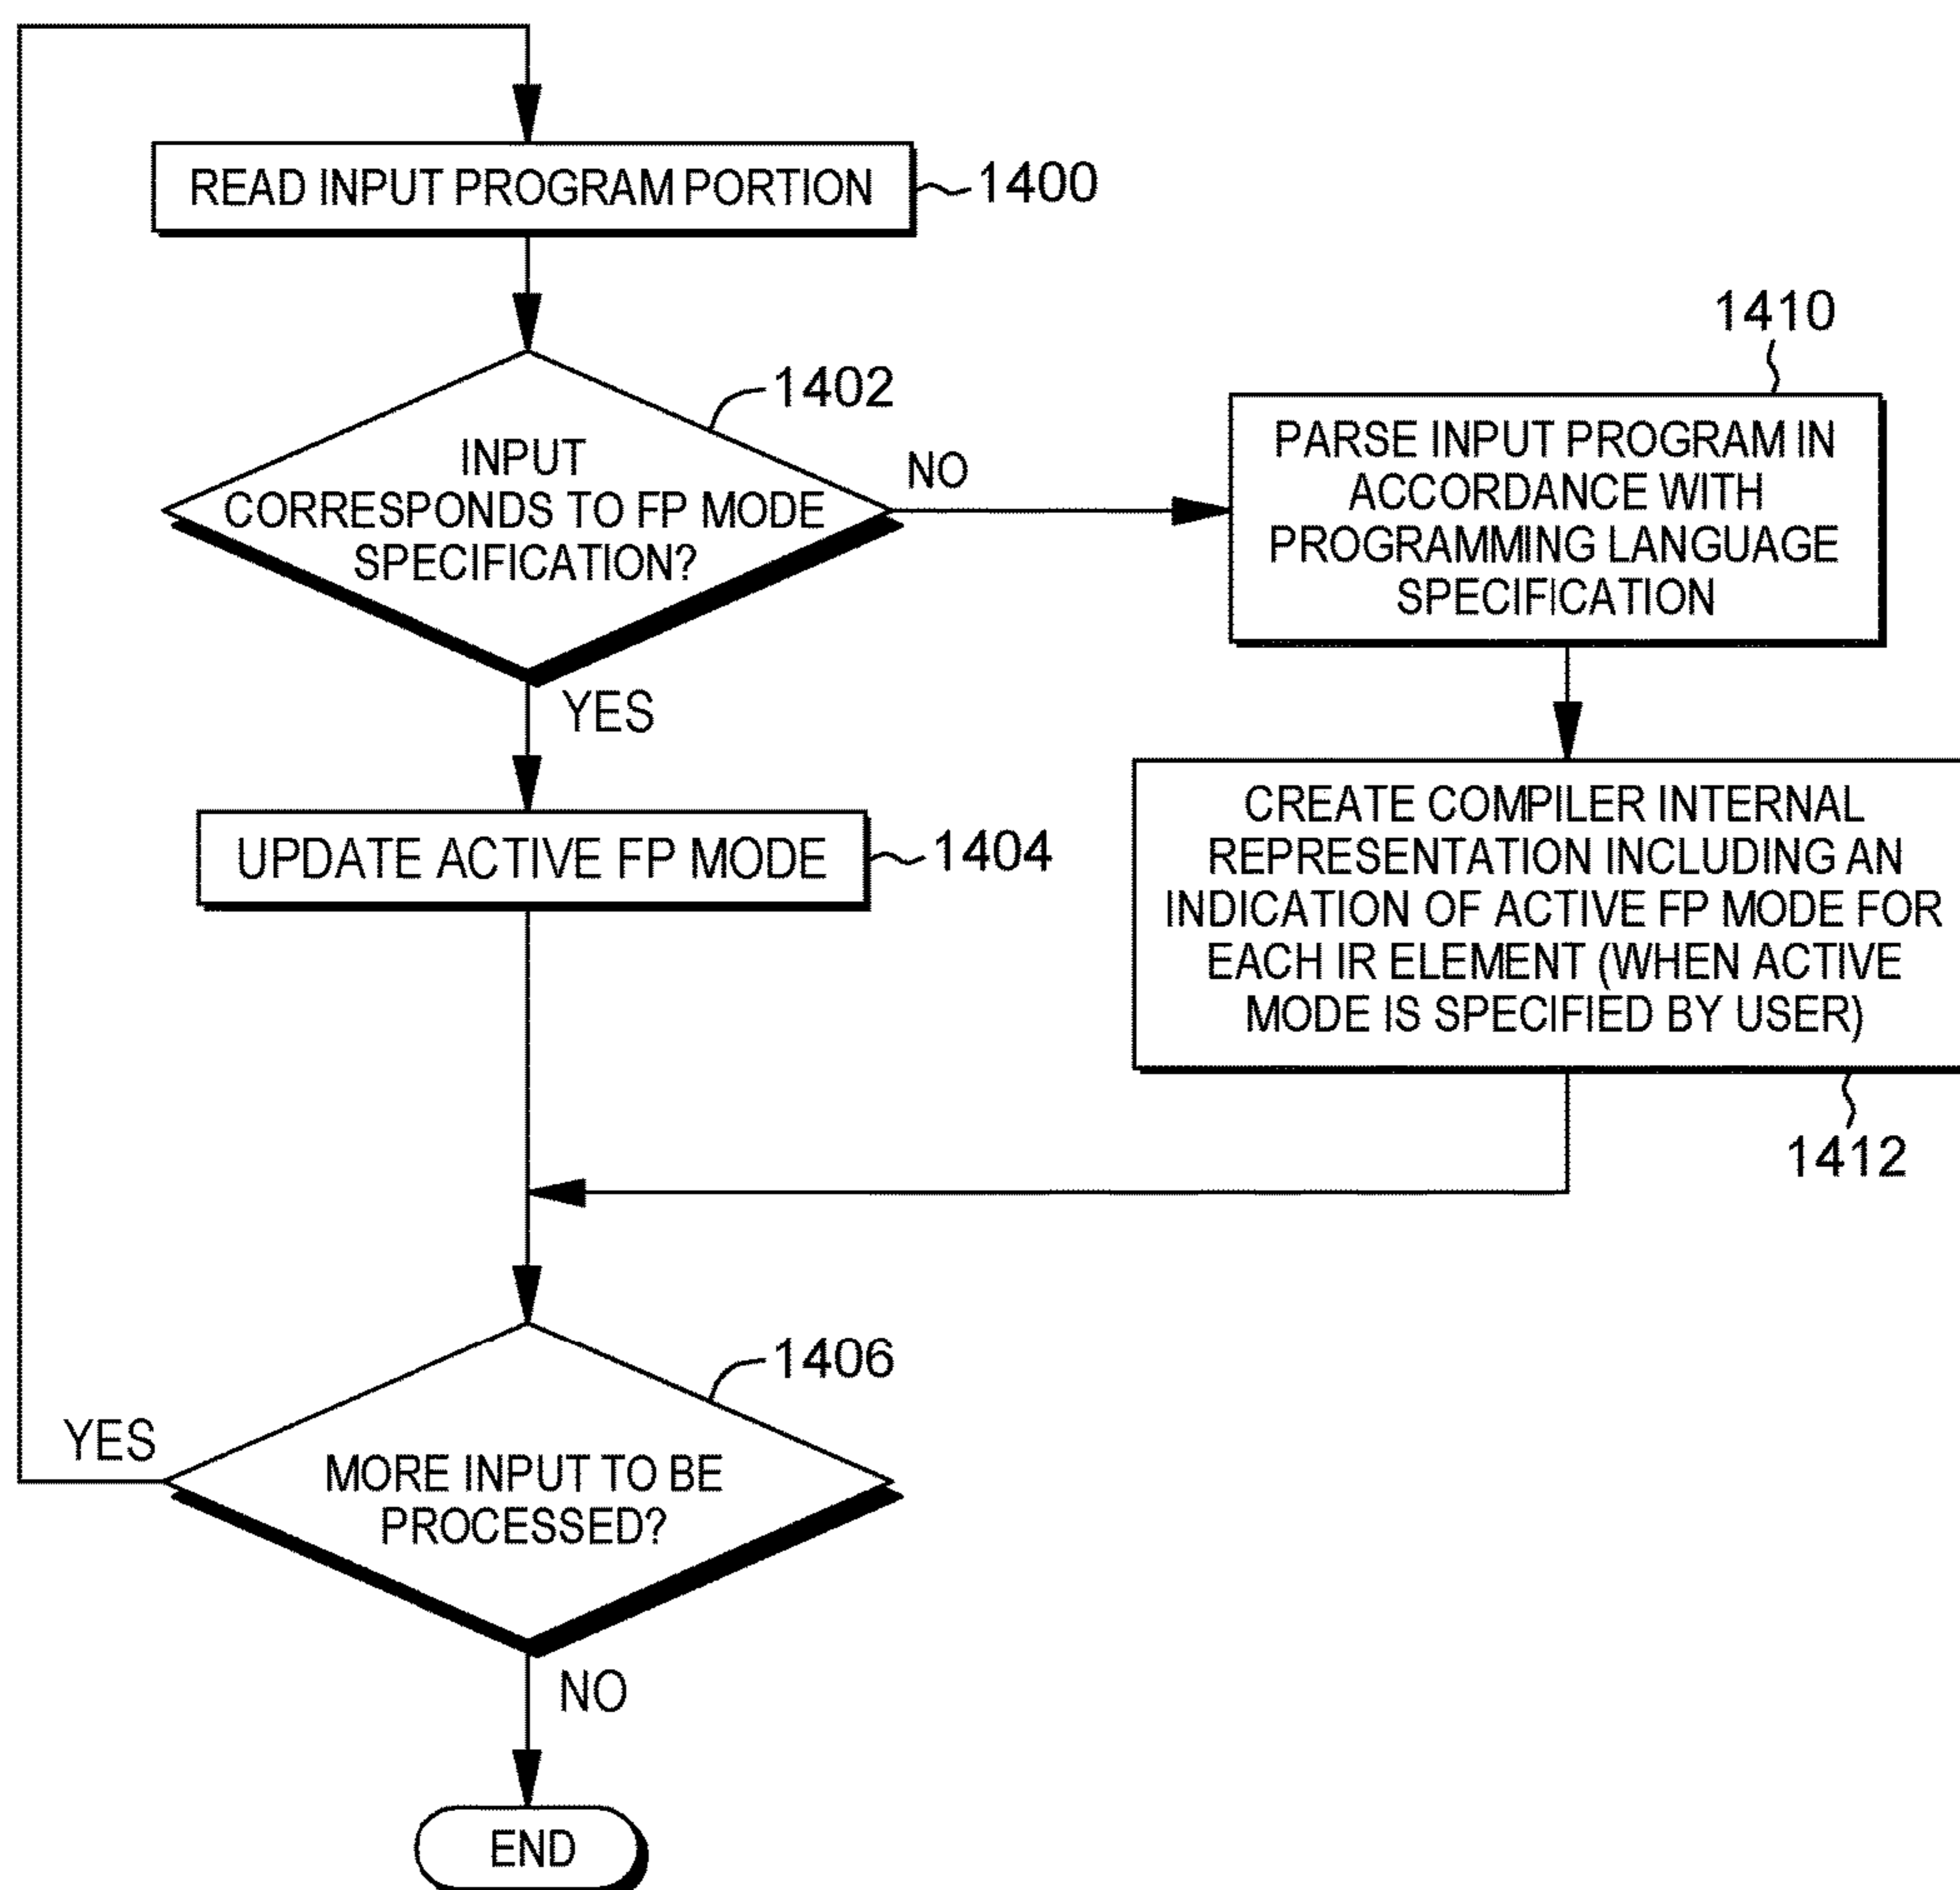 READ INPUT PROGRAM PORTION
1400
1402
INPUT
CORRESPONDS TO FP MODE
SPECIFICATION?
NO
YES
1410
PARSE INPUT PROGRAM IN
ACCORDANCE WITH
PROGRAMMING LANGUAGE
SPECIFICATION
UPDATE ACTIVE FP MODE
1404
CREATE COMPILER INTERNAL
REPRESENTATION INCLUDING AN
INDICATION OF ACTIVE FP MODE FOR
EACH IR ELEMENT (WHEN ACTIVE
MODE IS SPECIFIED BY USER)
1412
1406
YES
MORE INPUT TO BE
PROCESSED?
NO
END